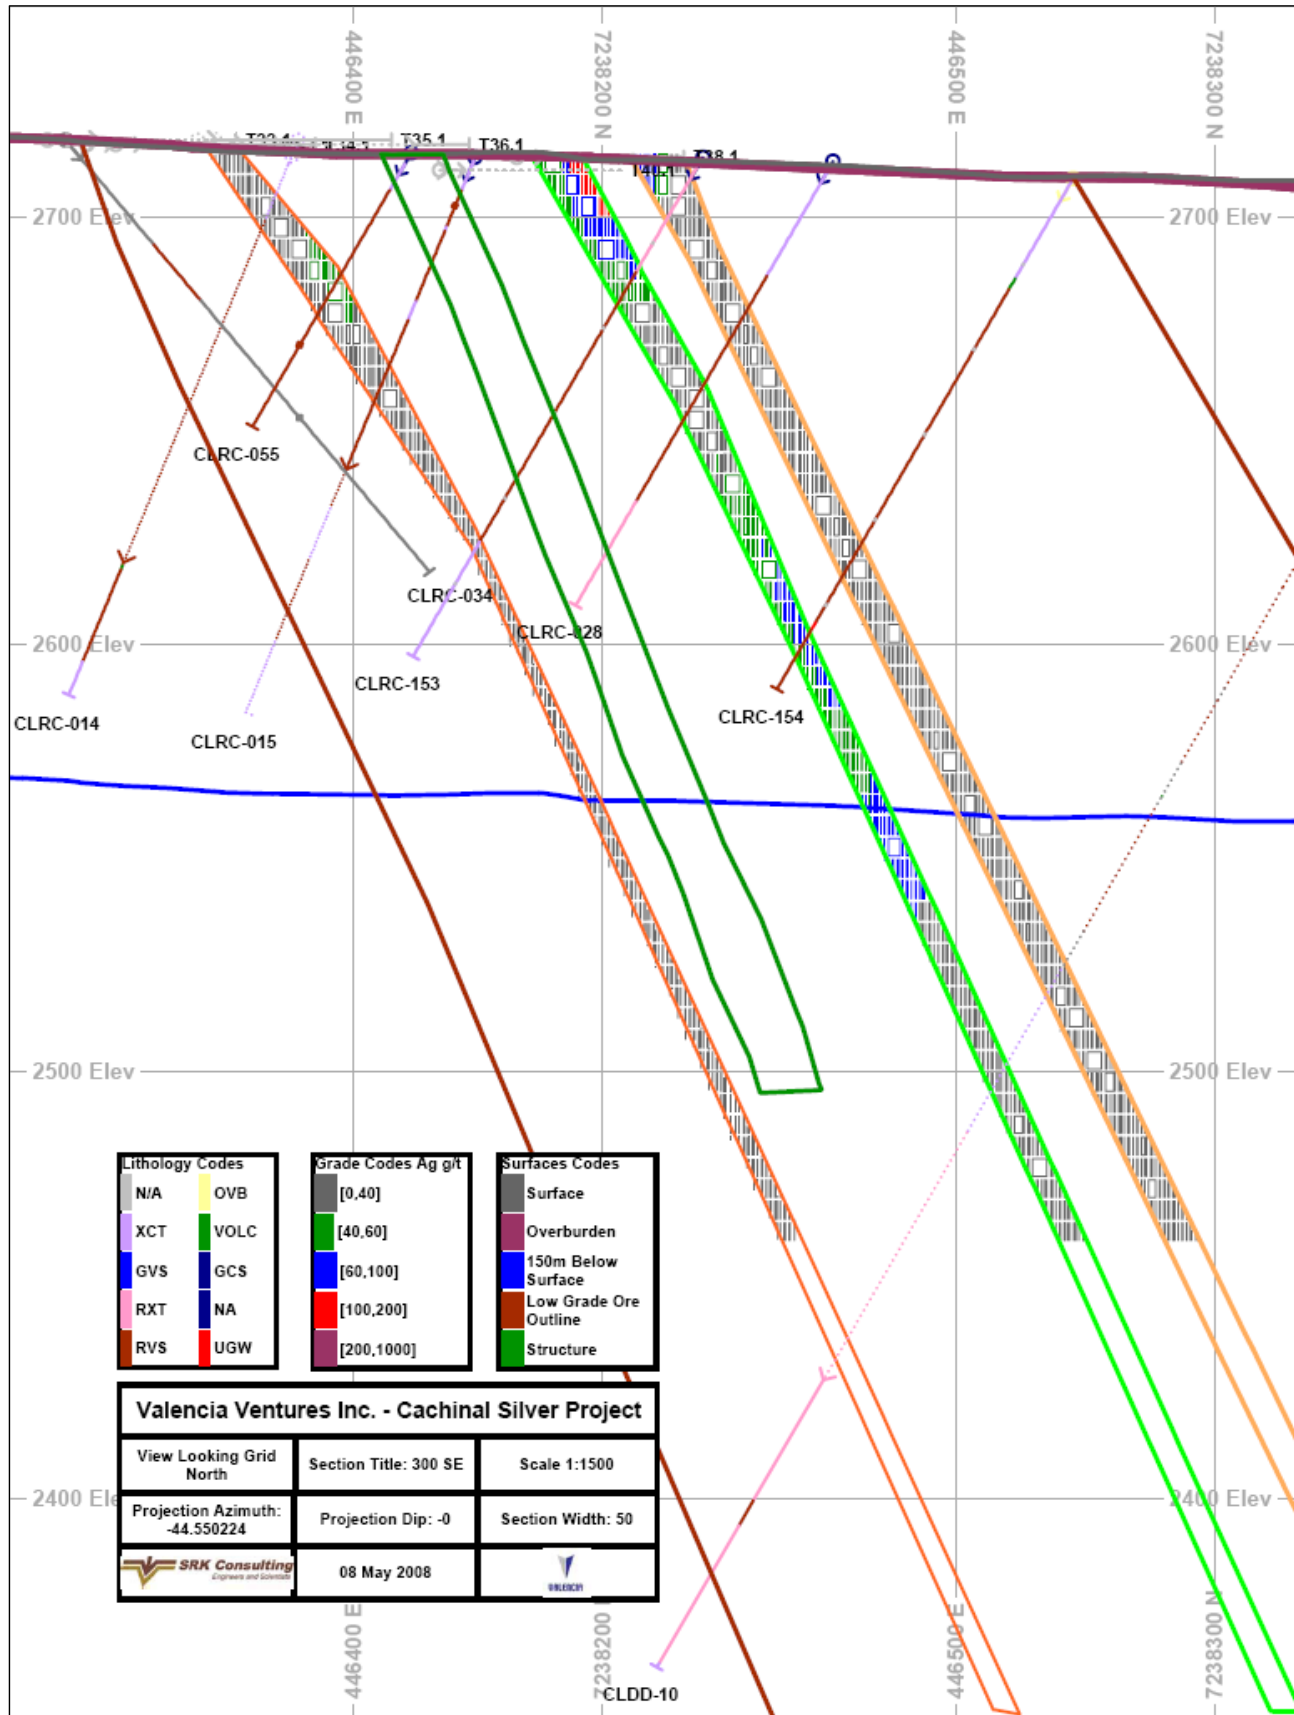 446400 E
7238200 N
446500 E
7238300 N
T35.1
T36.1
2700 Elev
2700 Elev
CLRC-055
CLRC-034
CLRC-028
2600 Elev
2600 Elev
CLRC-153
CLRC-014
CLRC-154
CLRC-015
2500 Elev
2500 Elev
Lithology Codes
N/A OVB
XCT VOLC
GVS GCS
RXT NA
RVS UGW
Grade Codes Ag g/t
[0,40]
[40,60]
[60,100]
[100,200]
[200,1000]
Surfaces Codes
Surface
Overburden
150m Below
Surface
Low Grade Ore
Outline
Structure
Valencia Ventures Inc. - Cachinal Silver Project
View Looking Grid
North
Section Title: 300 SE
Scale 1:1500
2400 Ele
2400 Elev
Projection Azimuth:
-44.550224
Projection Dip: -0
Section Width: 50
SRK Consulting
Engineers and Scientists
08 May 2008
VALENCIA
446400 E
7238200
446500 E
7238300 N
CLDD-10